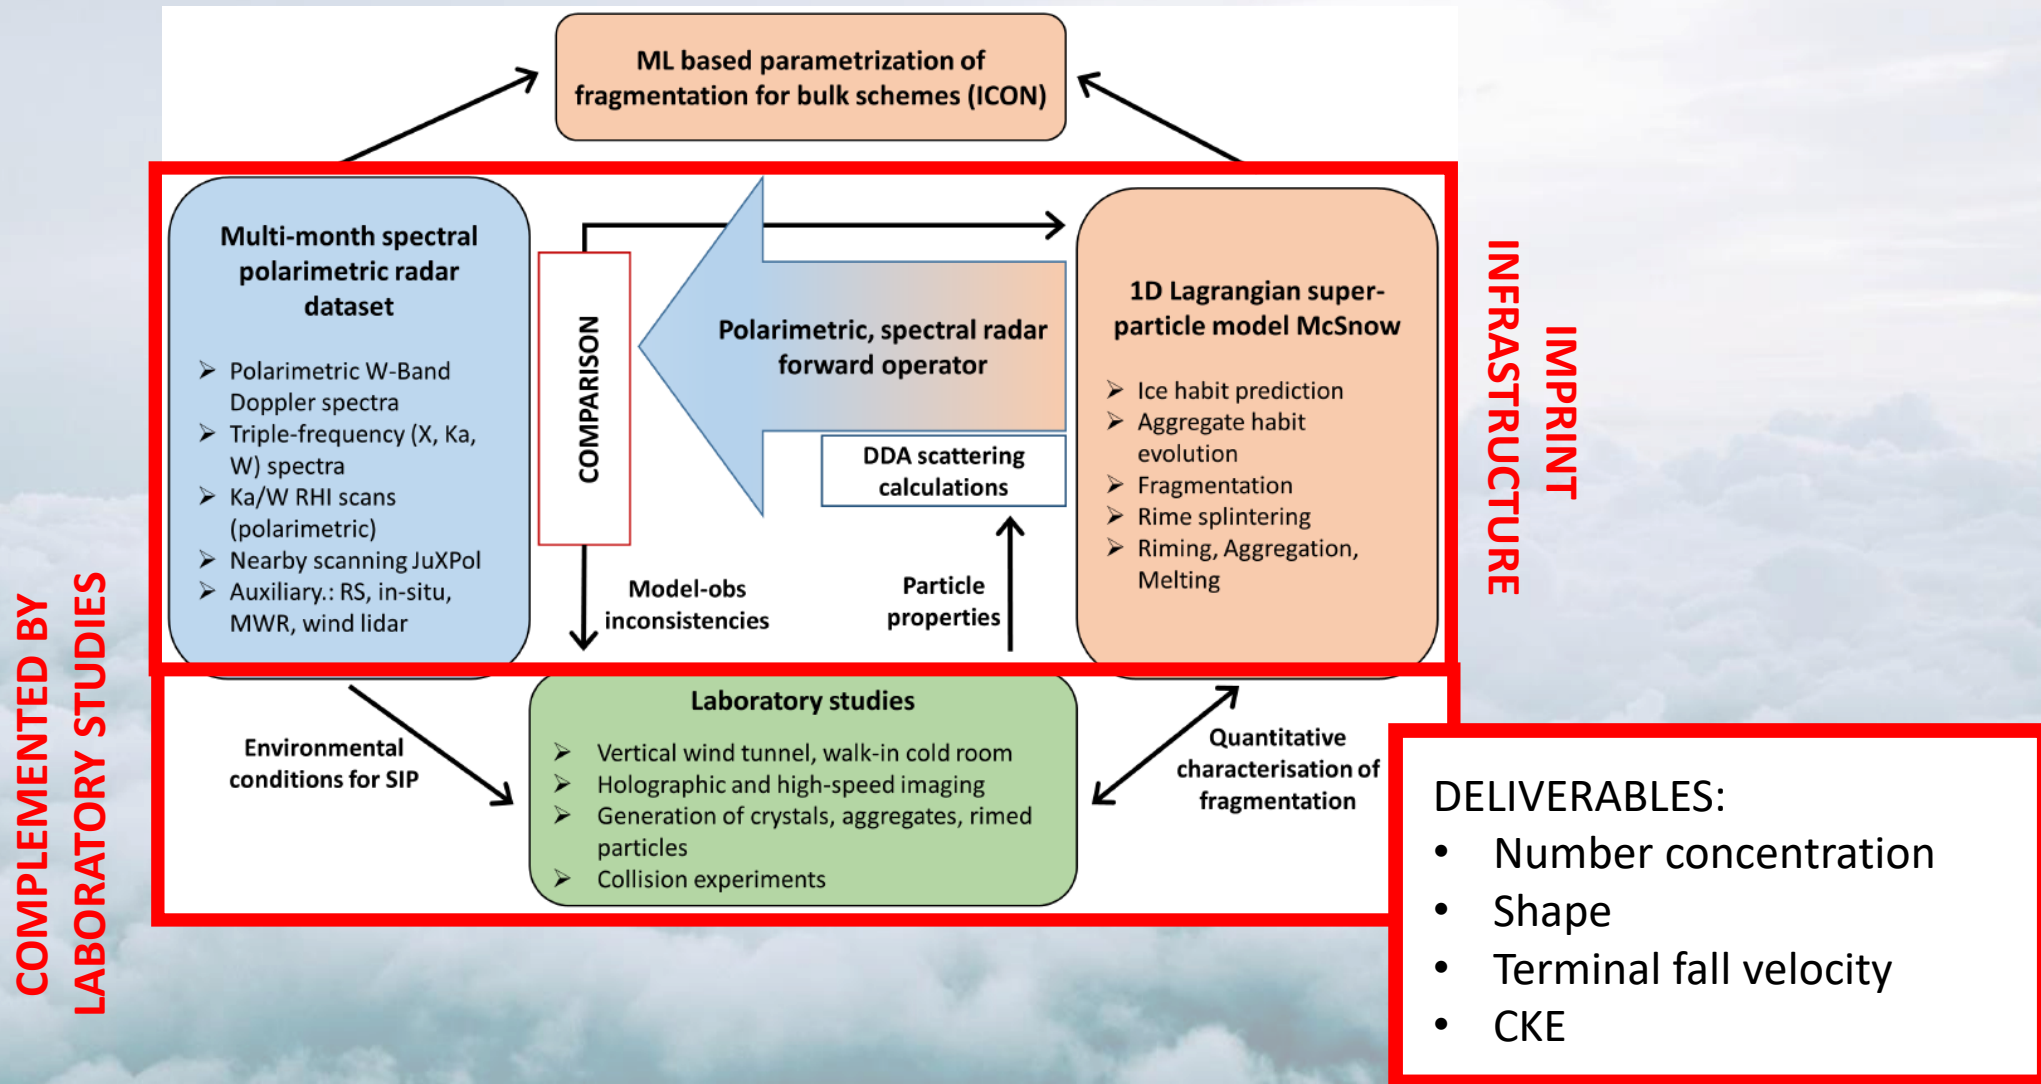 ML based parametrization of
fragmentation for bulk schemes (ICON)
Multi-month spectral
polarimetric radar
dataset
➢ Polarimetric W-Band
Doppler spectra
➢ Triple-frequency (X, Ka,
W) spectra
➢ Ka/W RHI scans
(polarimetric)
➢ Nearby scanning JuXPol
➢ Auxiliary.: RS, in-situ,
MWR, wind lidar
COMPARISON
Polarimetric, spectral radar
forward operator
DDA scattering
calculations
Model-obs
inconsistencies
Particle
properties
1D Lagrangian super-
particle model McSnow
➢ Ice habit prediction
➢ Aggregate habit
evolution
➢ Fragmentation
➢ Rime splintering
➢ Riming, Aggregation,
Melting
IMPRINT
INFRASTRUCTURE
COMPLEMENTED BY
LABORATORY STUDIES
Environmental
conditions for SIP
Laboratory studies
➢ Vertical wind tunnel, walk-in cold room
➢ Holographic and high-speed imaging
➢ Generation of crystals, aggregates, rimed
particles
➢ Collision experiments
Quantitative
characterisation of
fragmentation
DELIVERABLES:
• Number concentration
• Shape
• Terminal fall velocity
• CKE